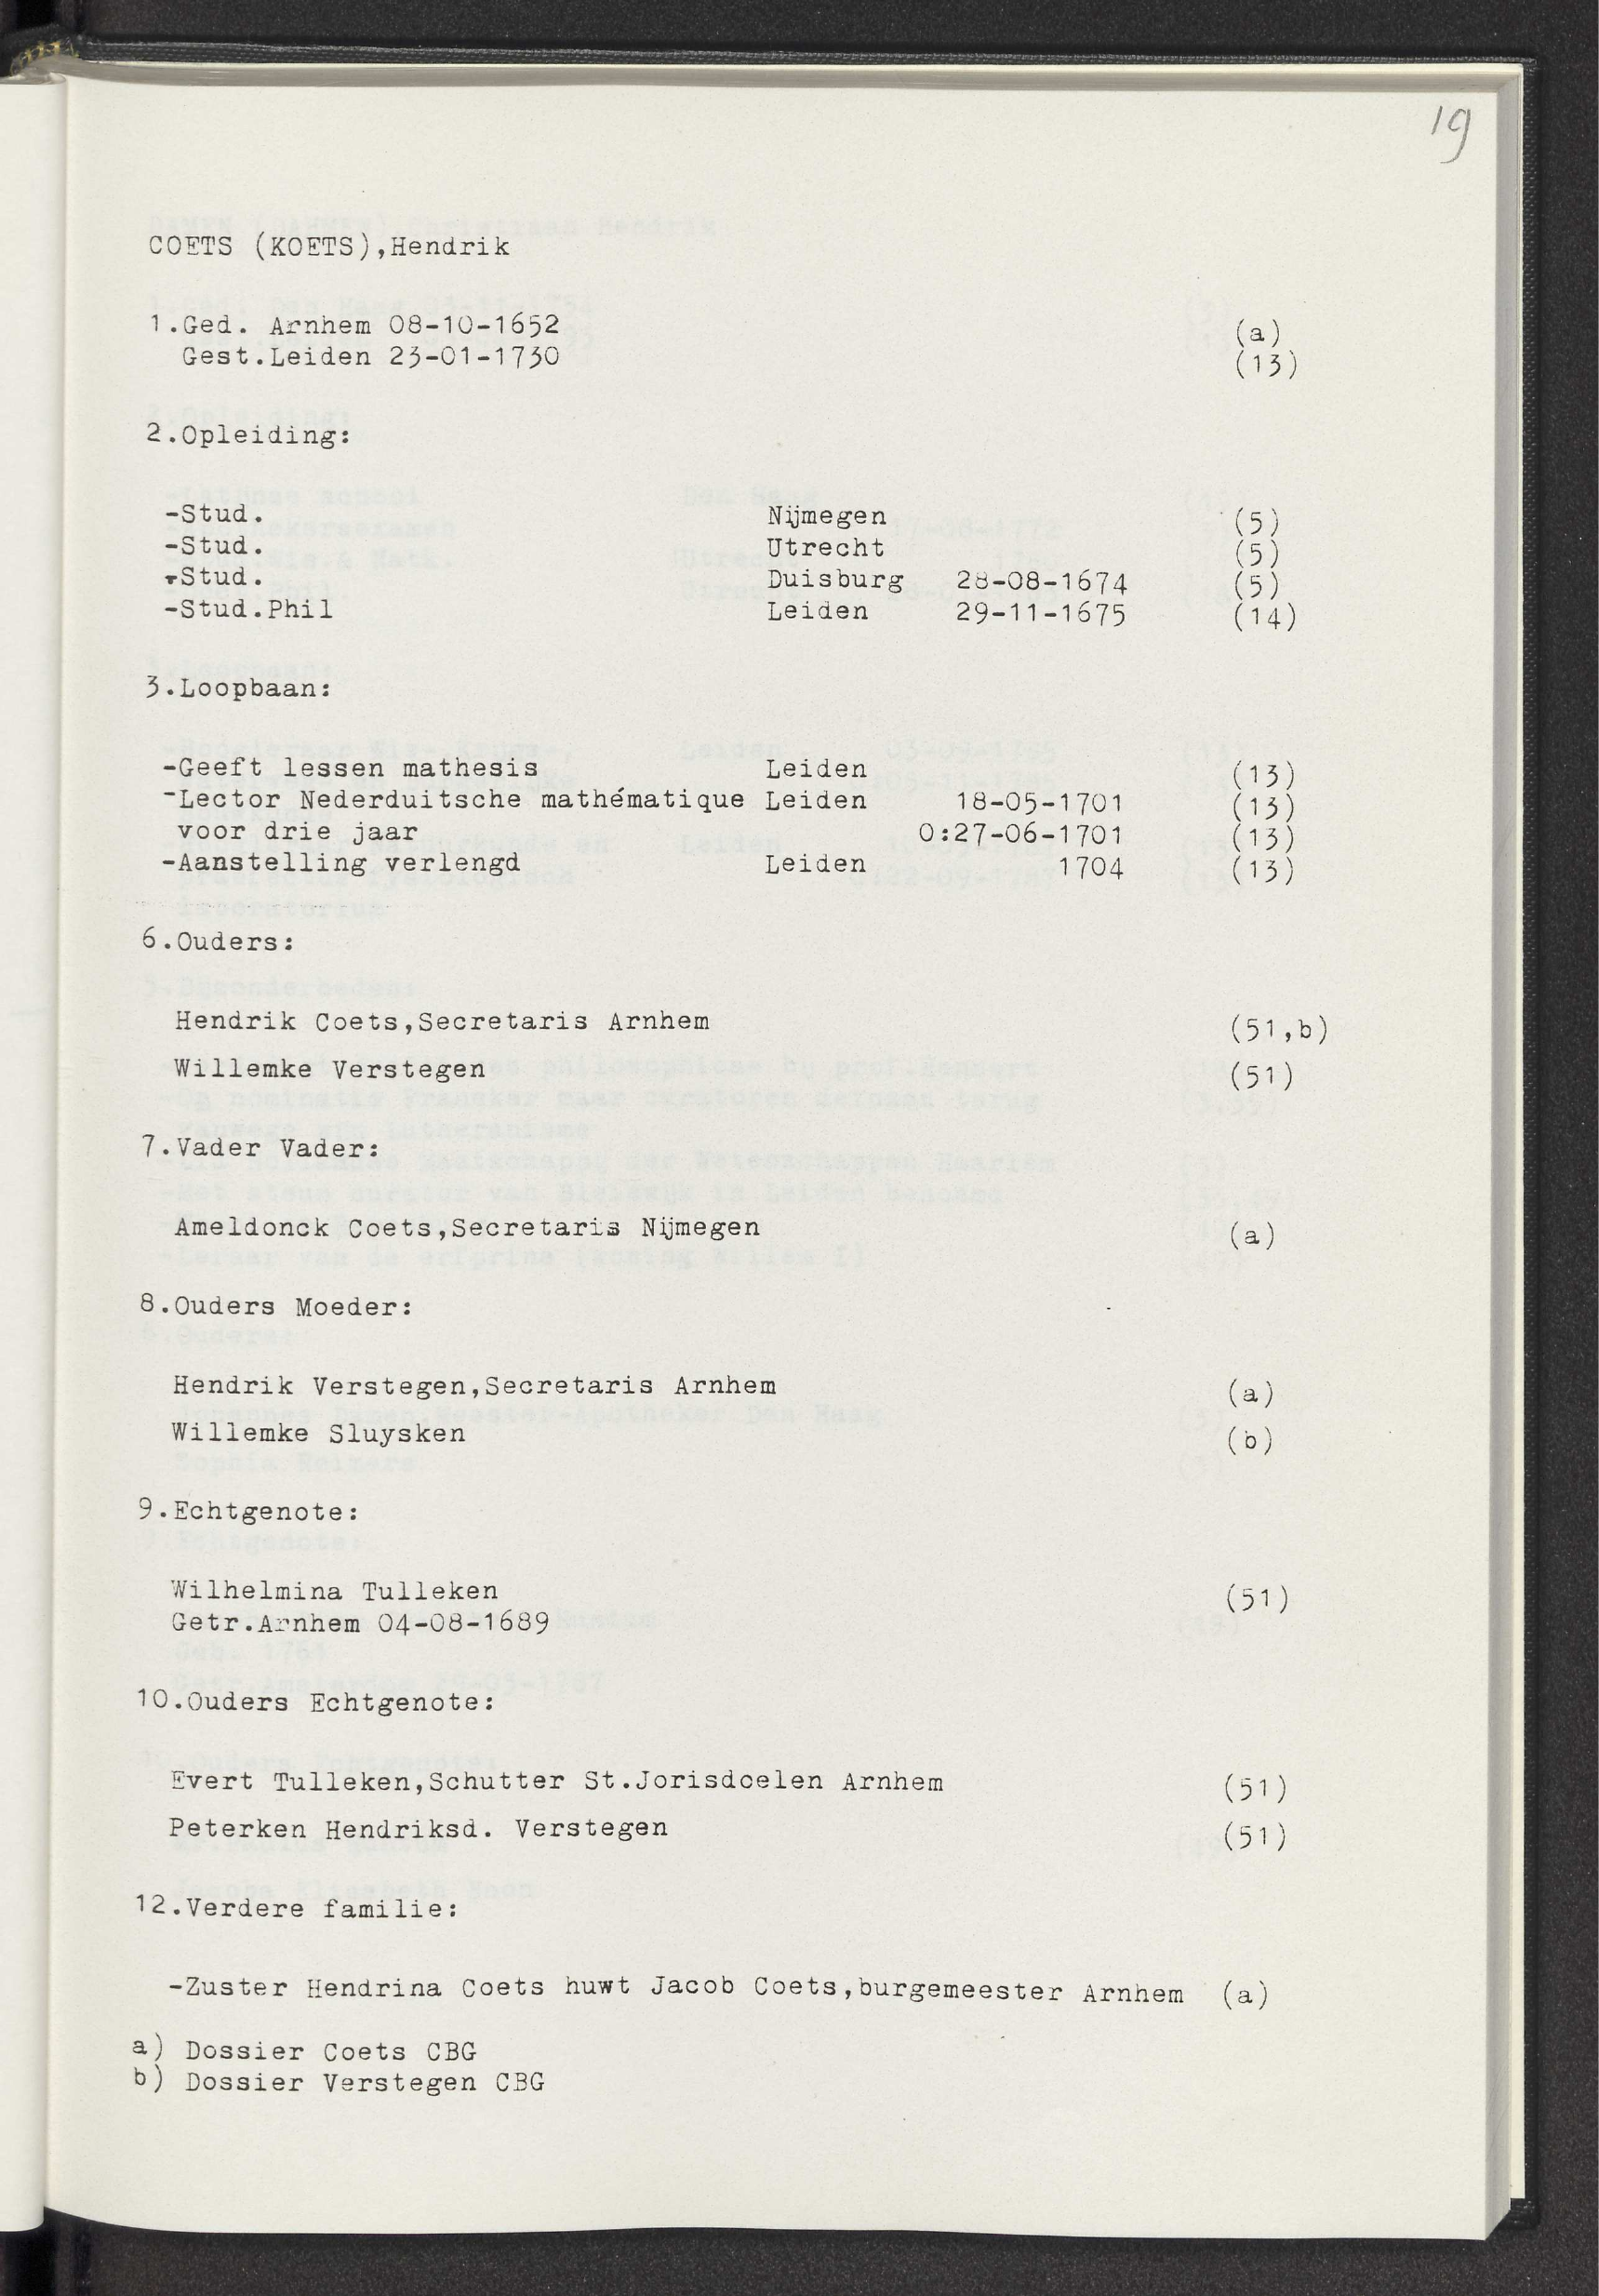 19
COETS (KOETS),Hendrik
1.Ged. Arnhem 08-10-1652 (a)
Gest.Leiden 23-01-1730 (13)
2.Opleiding:
-Stud. Nijmegen (5)
-Stud. Utrecht (5)
-Stud. Duisburg 28-08-1674 (5)
-Stud.Phil Leiden 29-11-1675 (14)
3.Loopbaan:
-Geeft lessen mathesis Leiden (13)
-Lector Nederduitsche mathématique Leiden 18-05-1701 (13)
voor drie jaar 0:27-06-1701 (13)
-Aanstelling verlengd Leiden 1704 (13)
6.Ouders:
Hendrik Coets,Secretaris Arnhem (51,b)
Willemke Verstegen (51)
7.Vader Vader:
Ameldonck Coets,Secretaris Nijmegen (a)
8.Ouders Moeder:
Hendrik Verstegen,Secretaris Arnhem (a)
Willemke Sluysken (b)
9.Echtgenote:
Wilhelmina Tulleken (51)
Getr.Arnhem 04-08-1689
10.Ouders Echtgenote:
Evert Tulleken,Schutter St.Jorisdoelen Arnhem (51)
Peterken Hendriksd. Verstegen (51)
12.Verdere familie:
-Zuster Hendrina Coets huwt Jacob Coets,burgemeester Arnhem (a)
a) Dossier Coets CBG
b) Dossier Verstegen CBG